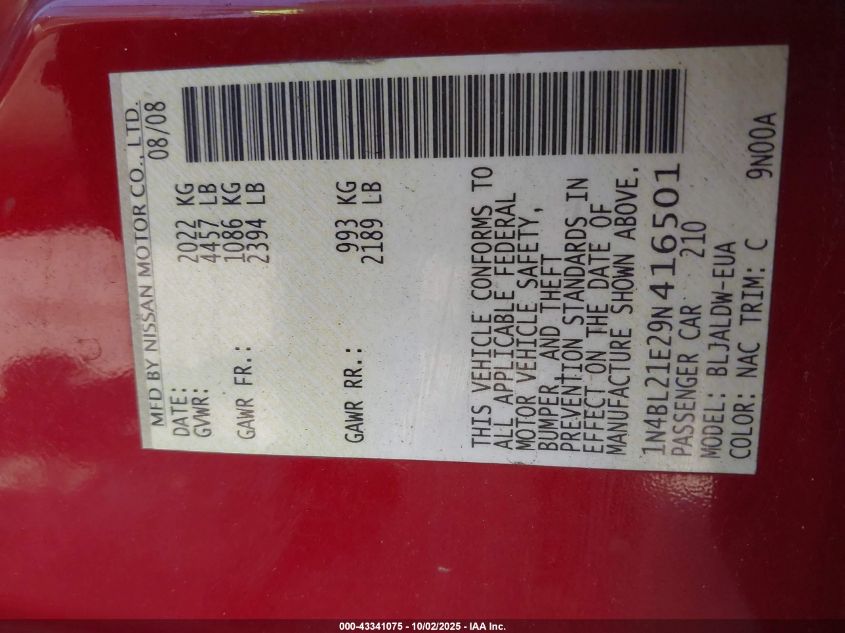 MFD BY NISSAN MOTOR CO., LTD.
DATE: 08/08
GVWR: 2022 KG
4457 LB
GAWR FR.: 1086 KG
2394 LB
GAWR RR.: 993 KG
2189 LB
THIS VEHICLE CONFORMS TO
ALL APPLICABLE FEDERAL
MOTOR VEHICLE SAFETY,
BUMPER AND THEFT
PREVENTION STANDARDS IN
EFFECT ON THE DATE OF
MANUFACTURE SHOWN ABOVE.
1N4BL21E29N416501
PASSENGER CAR 210
MODEL: BLJALDW-EUA
COLOR: NAC TRIM: C 9N00A
000-43341075 - 10/02/2025 - IAA Inc.